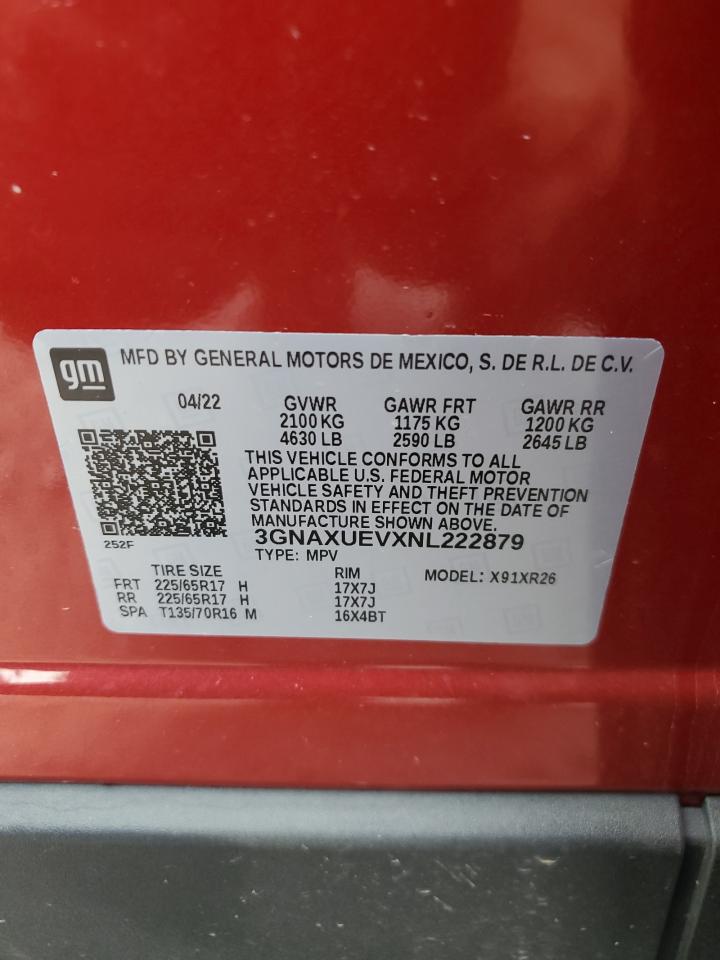 gm MFD BY GENERAL MOTORS DE MEXICO, S. DE R.L. DE C.V.
04/22 GVWR GAWR FRT GAWR RR
2100 KG 1175 KG 1200 KG
4630 LB 2590 LB 2645 LB
THIS VEHICLE CONFORMS TO ALL
APPLICABLE U.S. FEDERAL MOTOR
VEHICLE SAFETY AND THEFT PREVENTION
STANDARDS IN EFFECT ON THE DATE OF
MANUFACTURE SHOWN ABOVE.
252F 3GNAXUEVXNL222879
TYPE: MPV
TIRE SIZE RIM MODEL: X91XR26
FRT 225/65R17 H 17X7J
RR 225/65R17 H 17X7J
SPA T135/70R16 M 16X4BT